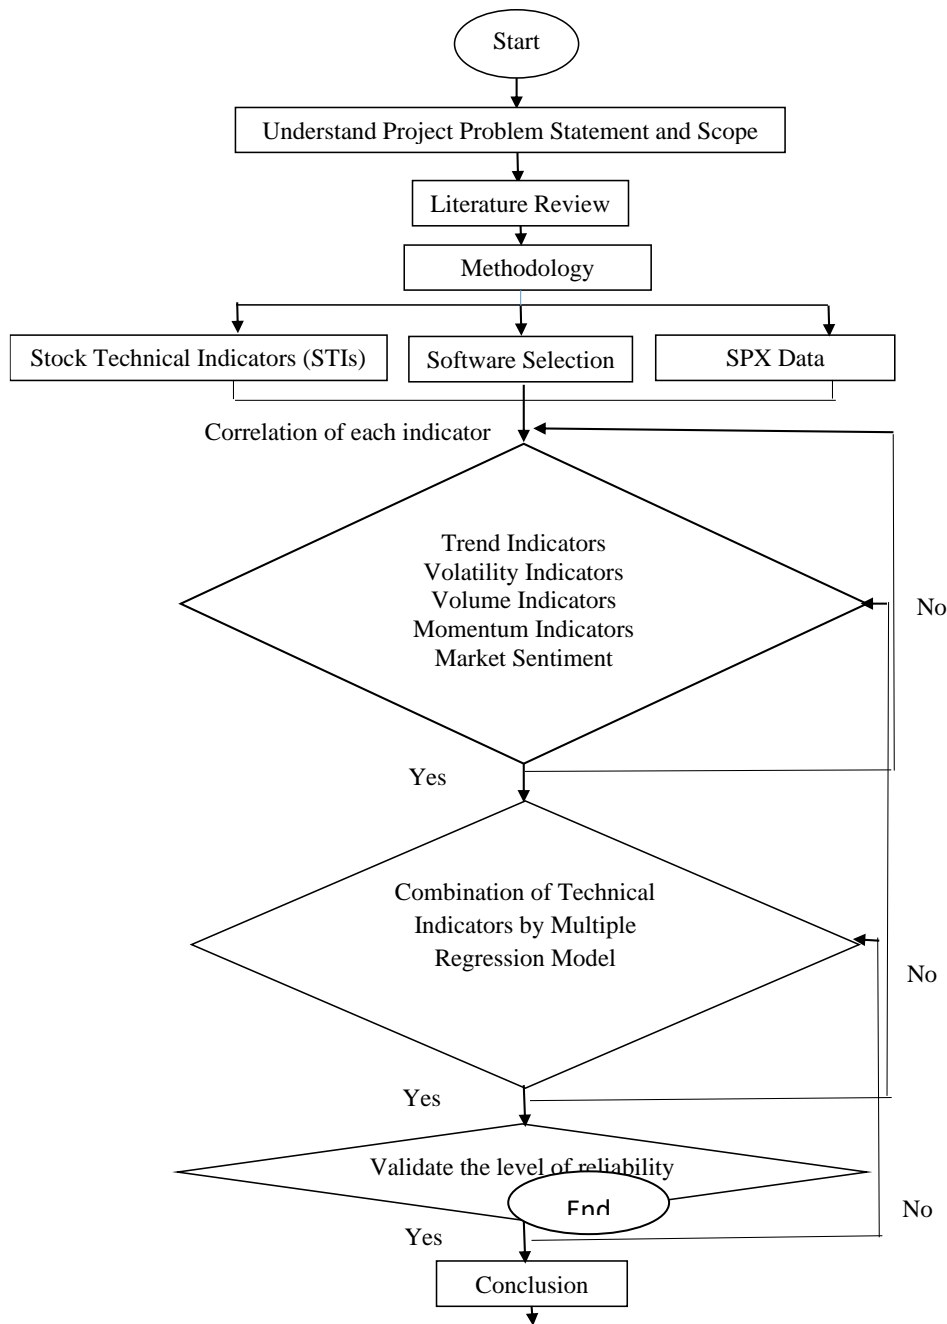 Start
Understand Project Problem Statement and Scope
Literature Review
Methodology
Stock Technical Indicators (STIs)
Software Selection
SPX Data
Correlation of each indicator
Trend Indicators
Volatility Indicators
Volume Indicators
No
Momentum Indicators
Market Sentiment
Yes
Combination of Technical
Indicators by Multiple
Regression Model
No
Yes
Validate the level of reliability
End
No
Yes
Conclusion